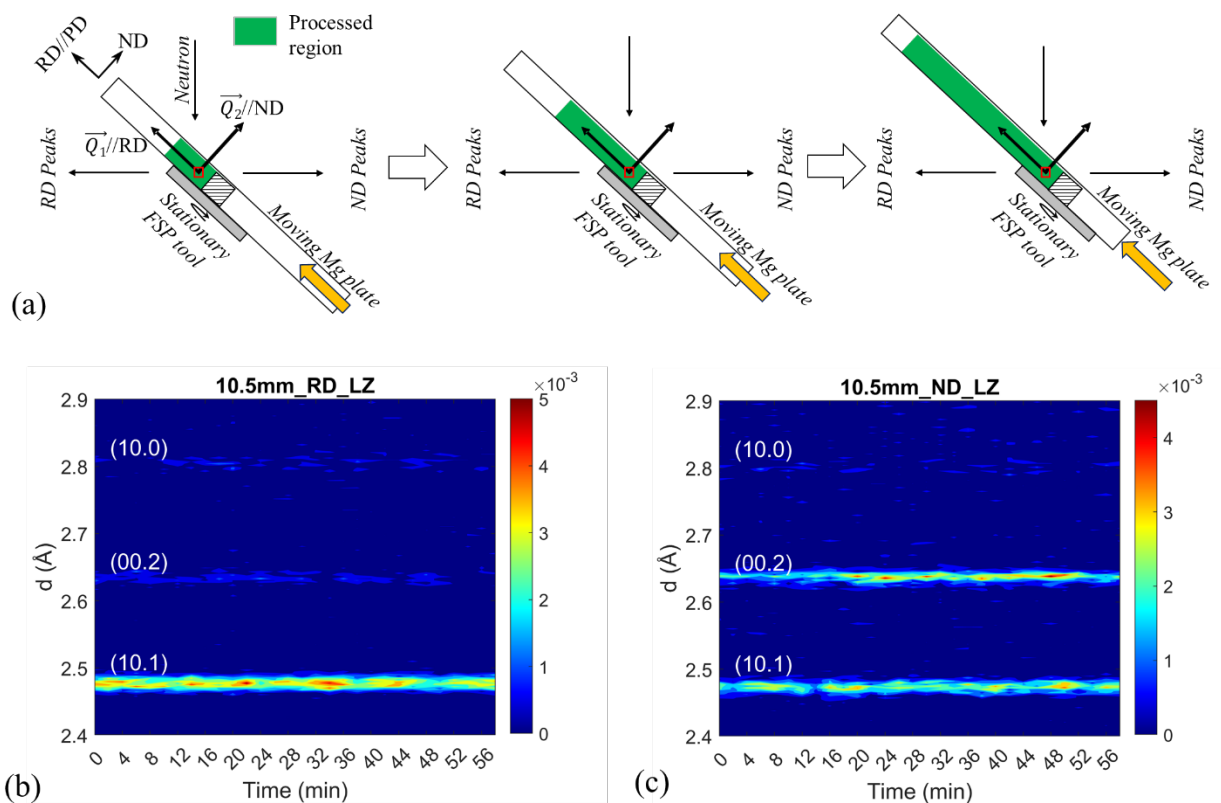 Processed
region
RD//PD
ND
Neutron
Q₂//ND
Q₁//RD
RD Peaks
ND Peaks
Stationary
FSP tool
Moving Mg plate
RD Peaks
ND Peaks
Stationary
FSP tool
Moving Mg plate
RD Peaks
ND Peaks
Stationary
FSP tool
Moving Mg plate
(a)
10.5mm_RD_LZ
×10⁻³
2.9
2.8
2.7
2.6
2.5
2.4
d (Å)
(10.0)
(00.2)
(10.1)
5
4
3
2
1
0
0 4 8 12 16 20 24 28 32 36 40 44 48 52 56
Time (min)
(b)
10.5mm_ND_LZ
×10⁻³
2.9
2.8
2.7
2.6
2.5
2.4
d (Å)
(10.0)
(00.2)
(10.1)
4
3
2
1
0
0 4 8 12 16 20 24 28 32 36 40 44 48 52 56
Time (min)
(c)